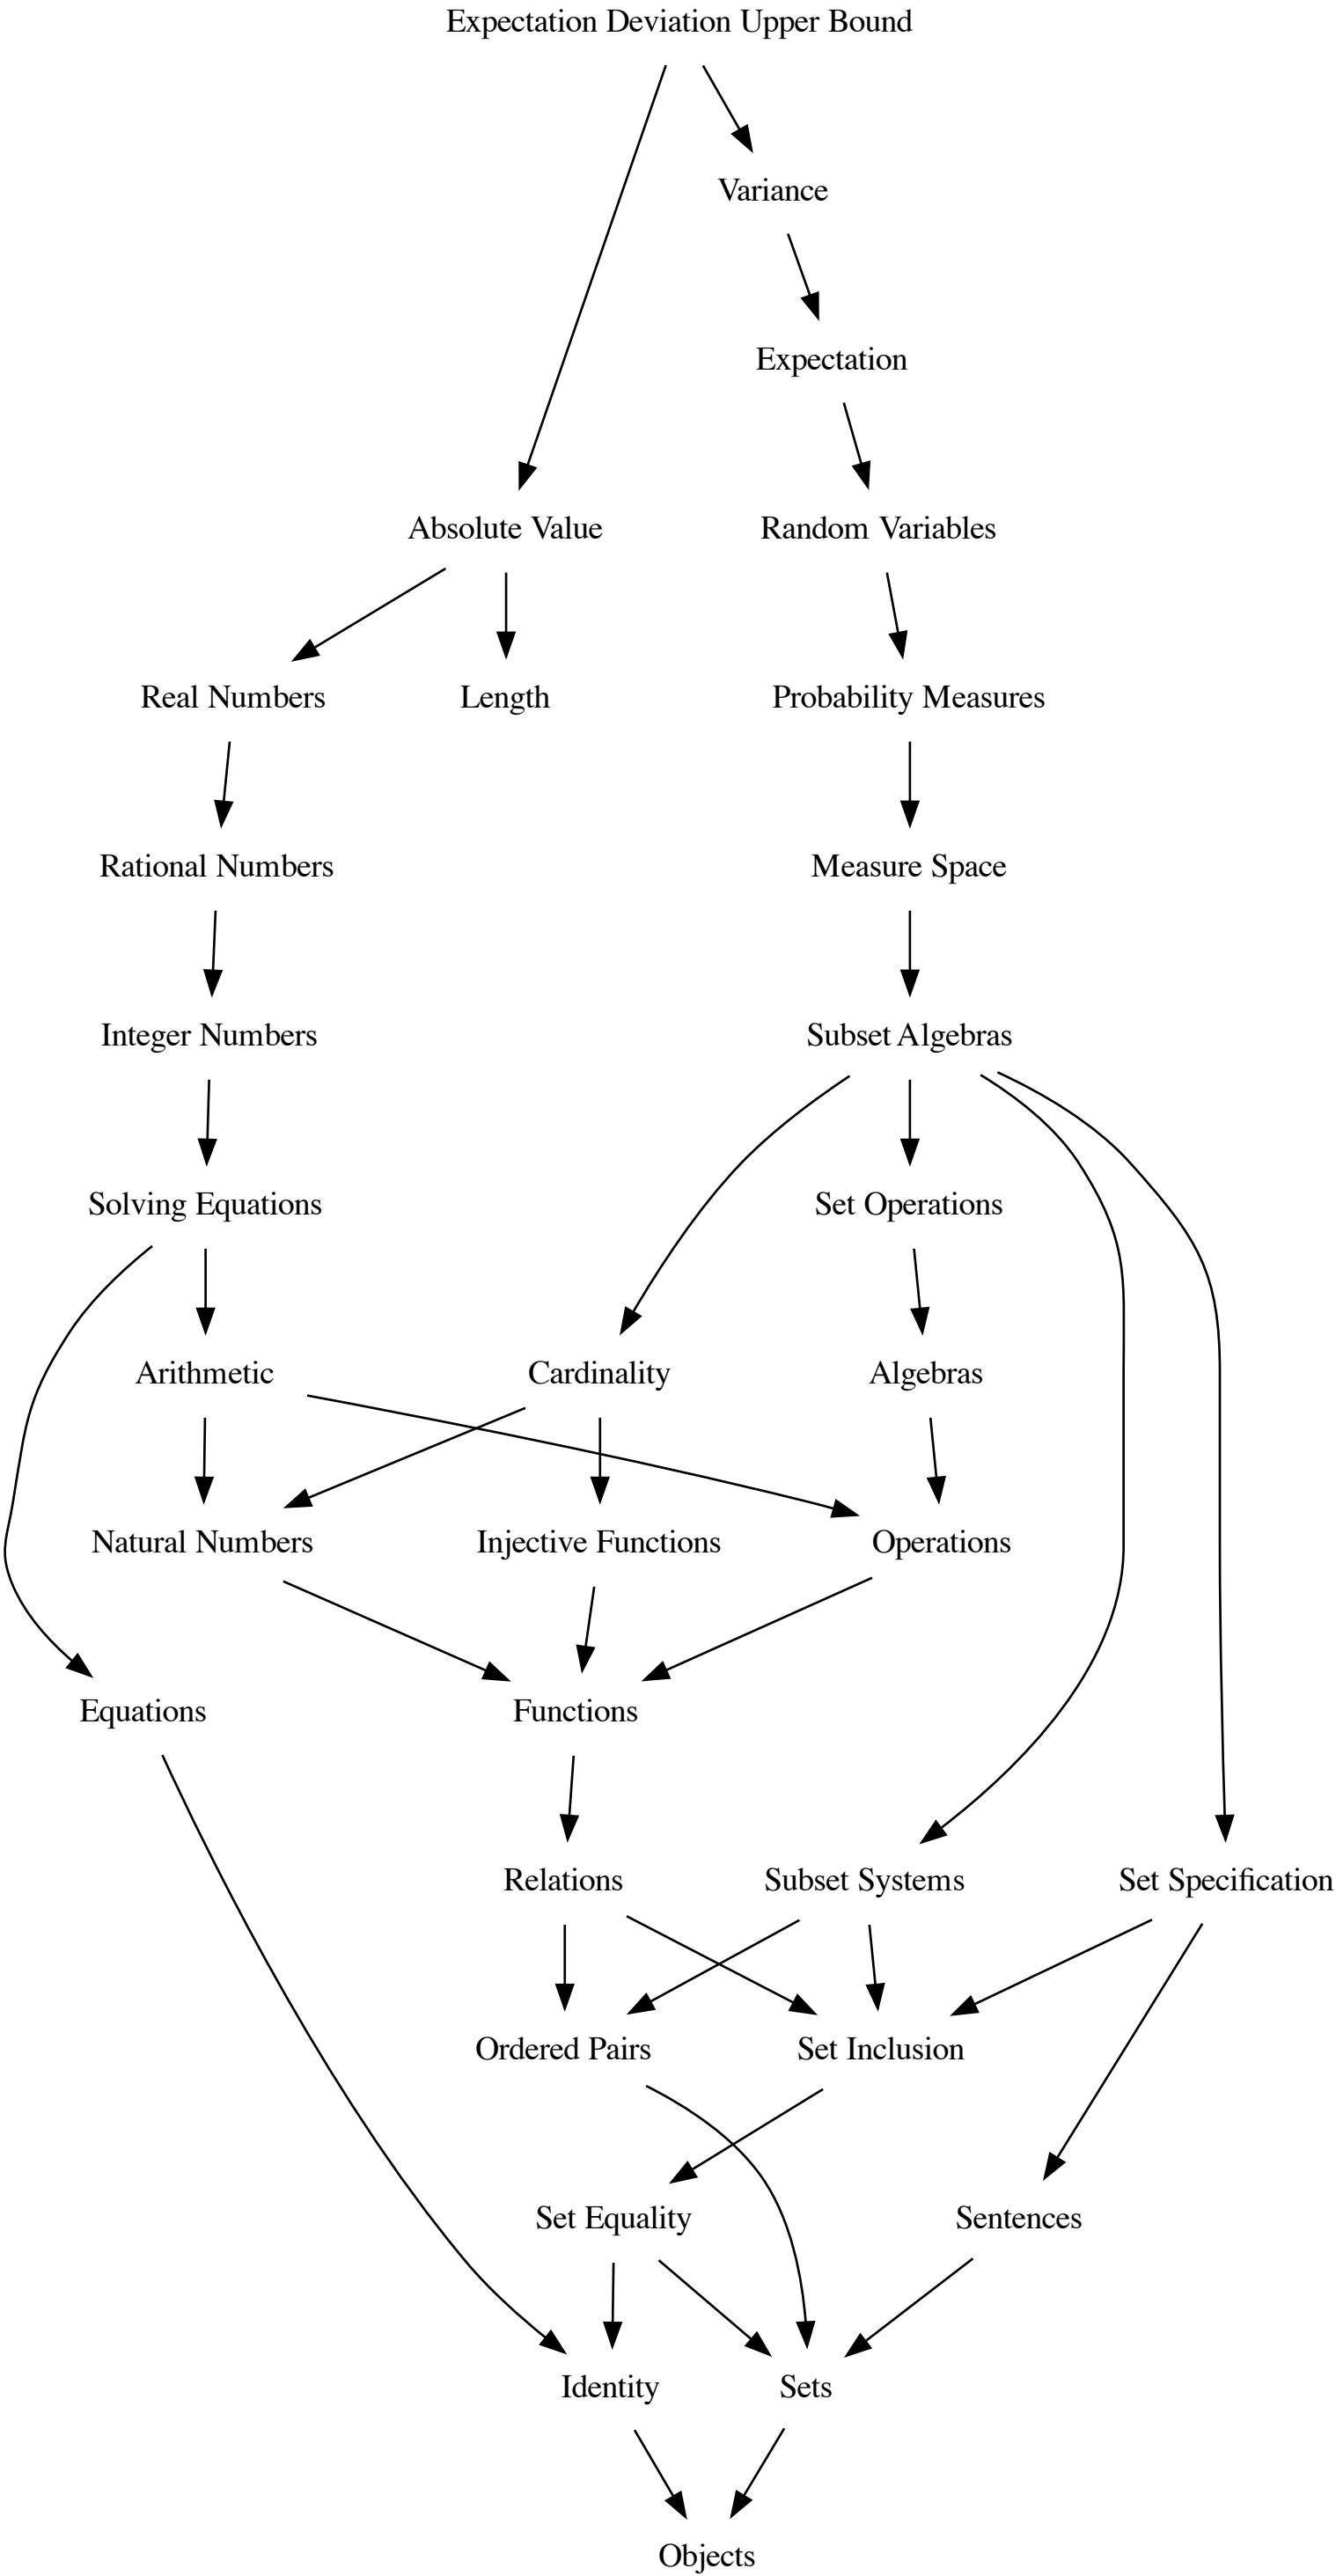 Expectation Deviation Upper Bound
Variance
Expectation
Absolute Value
Random Variables
Real Numbers
Length
Probability Measures
Rational Numbers
Measure Space
Integer Numbers
Subset Algebras
Solving Equations
Set Operations
Arithmetic
Cardinality
Algebras
Natural Numbers
Injective Functions
Operations
Equations
Functions
Relations
Subset Systems
Set Specification
Ordered Pairs
Set Inclusion
Set Equality
Sentences
Identity
Sets
Objects